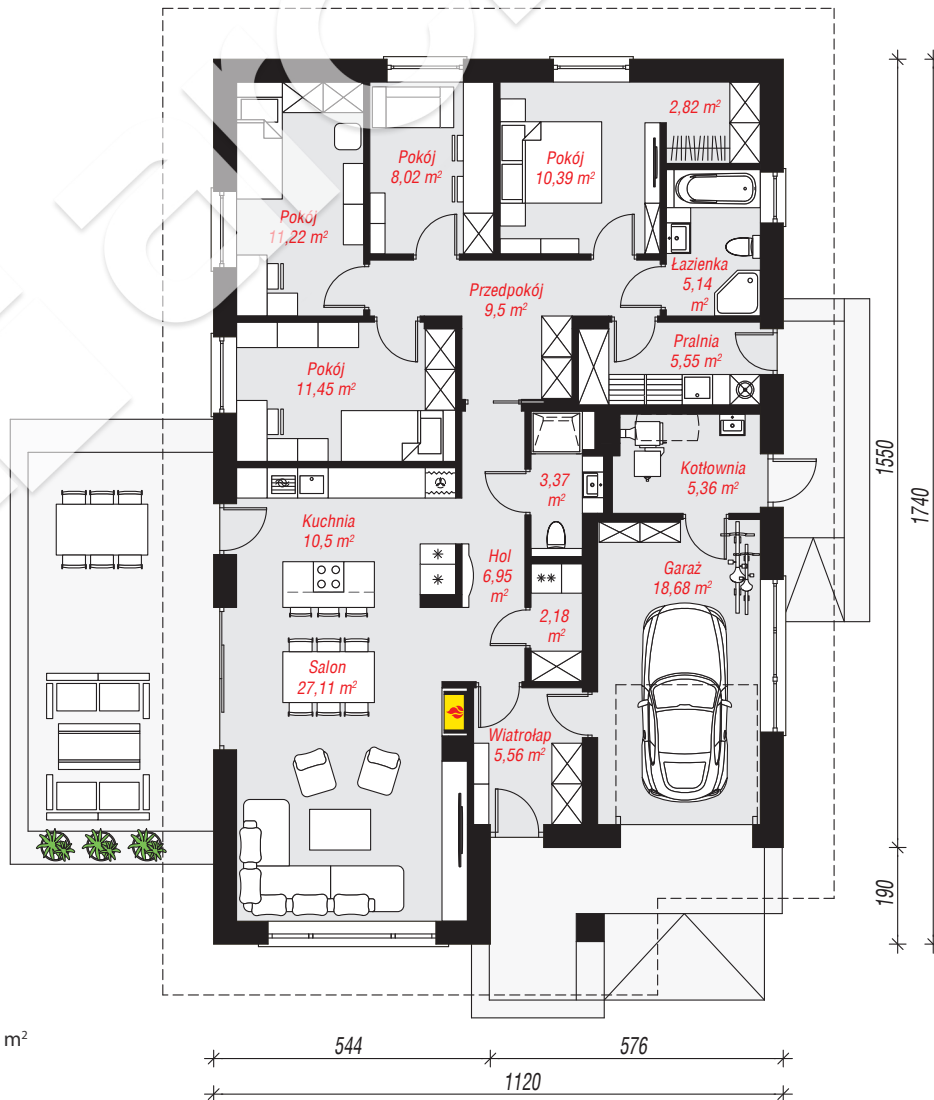 2,82 m²
Pokój
8,02 m²
Pokój
10,39 m²
Pokój
11,22 m²
Łazienka
5,14
m²
Przedpokój
9,5 m²
Pralnia
5,55 m²
Pokój
11,45 m²
1550
1740
3,37
m²
Kotłownia
5,36 m²
Kuchnia
10,5 m²
Hol
6,95
m²
Garaż
18,68 m²
2,18
m²
Salon
27,11 m²
Wiatrołap
5,56 m²
190
m²
544
576
1120